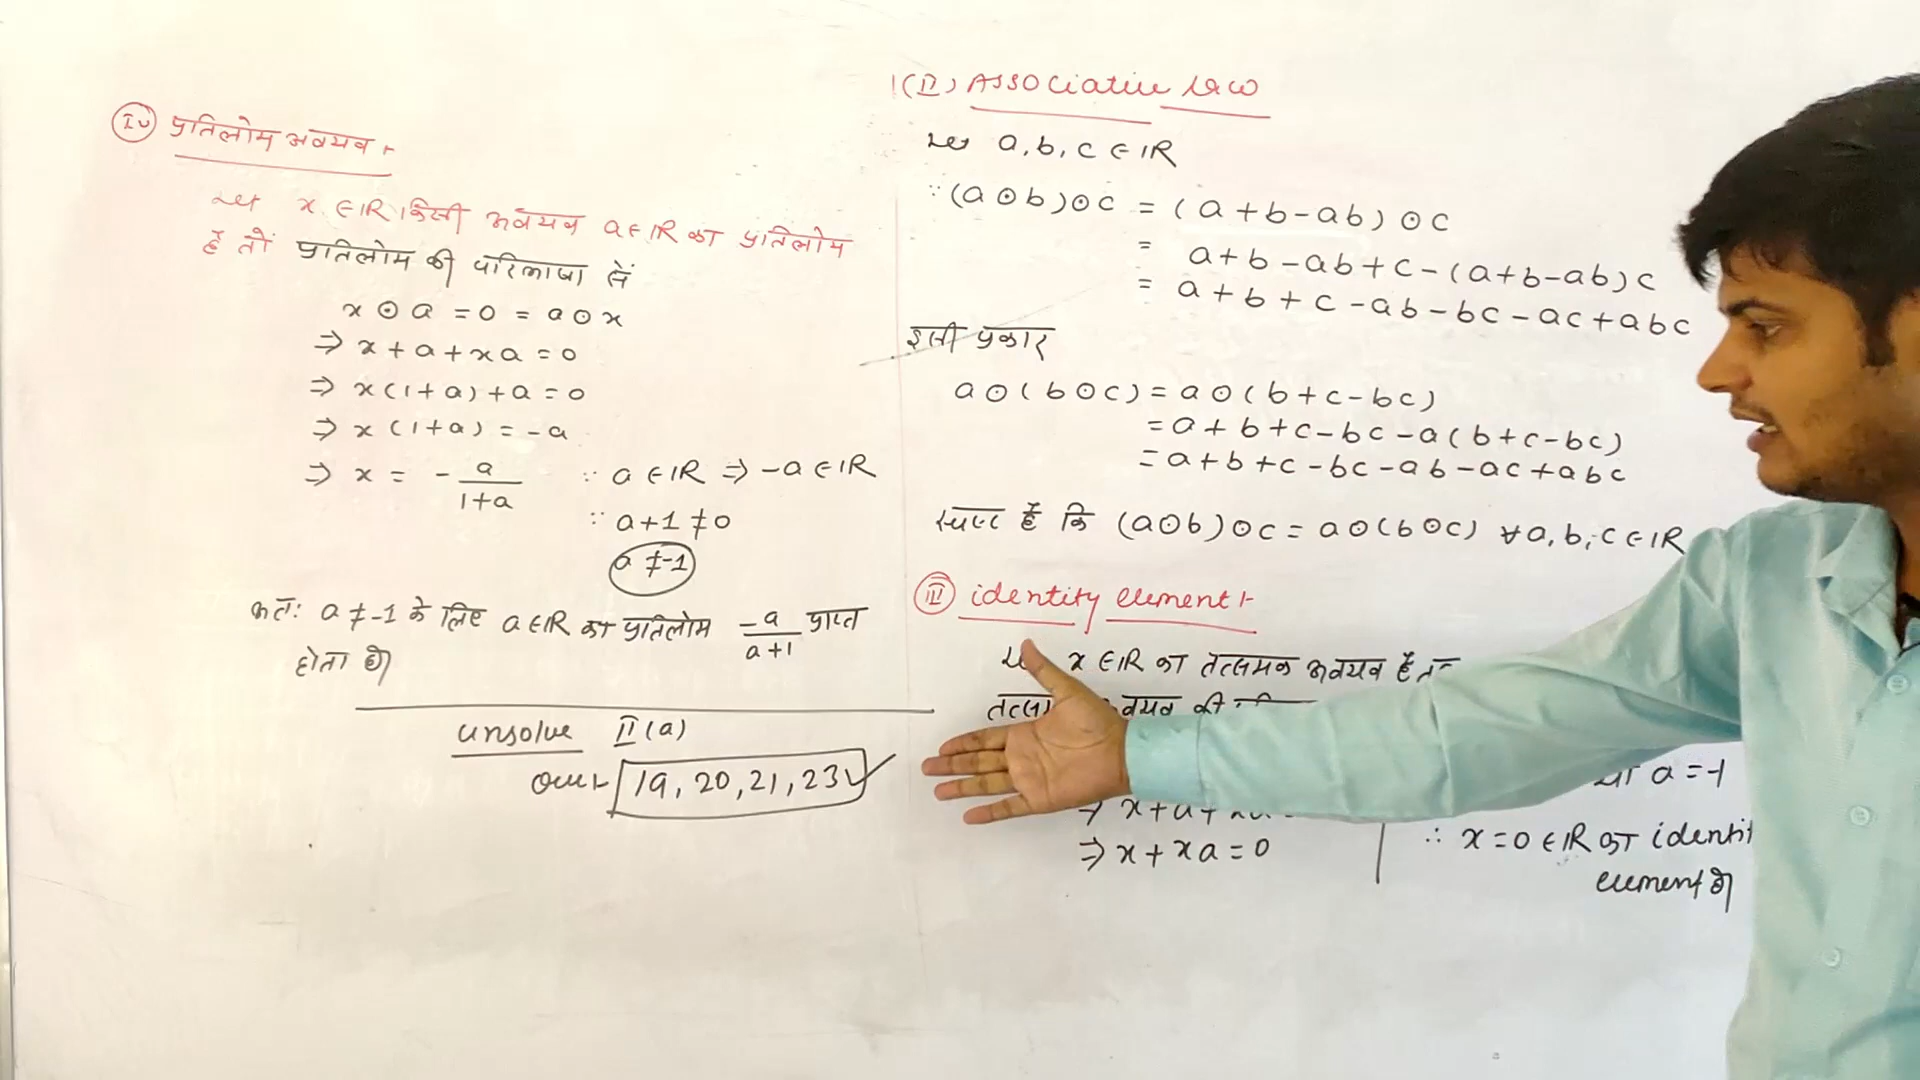 (iv) प्रतिलोम अवयव :-
Let x ∈ IR किसी अवयव a ∈ IR का प्रतिलोम
है तो प्रतिलोम की परिभाषा से
x ⊙ a = 0 = a ⊙ x
⇒ x + a + xa = 0
⇒ x(1+a) + a = 0
⇒ x(1+a) = -a
⇒ x = - a/(1+a) ∵ a ∈ IR ⇒ -a ∈ IR
∵ a+1 ≠ 0
a ≠ -1
अतः a ≠ -1 के लिए a ∈ IR का प्रतिलोम -a/(a+1) प्राप्त
होता है
unsolve II(a)
19, 20, 21, 23
(II) Associative law
Let a, b, c ∈ IR
∵ (a⊙b)⊙c = (a+b-ab)⊙c
= a+b-ab+c-(a+b-ab)c
= a+b+c-ab-bc-ac+abc
इसी प्रकार
a⊙(b⊙c) = a⊙(b+c-bc)
= a+b+c-bc-a(b+c-bc)
= a+b+c-bc-ab-ac+abc
स्पष्ट है कि (a⊙b)⊙c = a⊙(b⊙c) ∀ a, b, c ∈ IR
(III) identity element :-
x ∈ IR का तत्समक अवयव है
की
a = -1
⇒ x + a +
⇒ x + xa = 0
∴ x = 0 ∈ IR का
element है